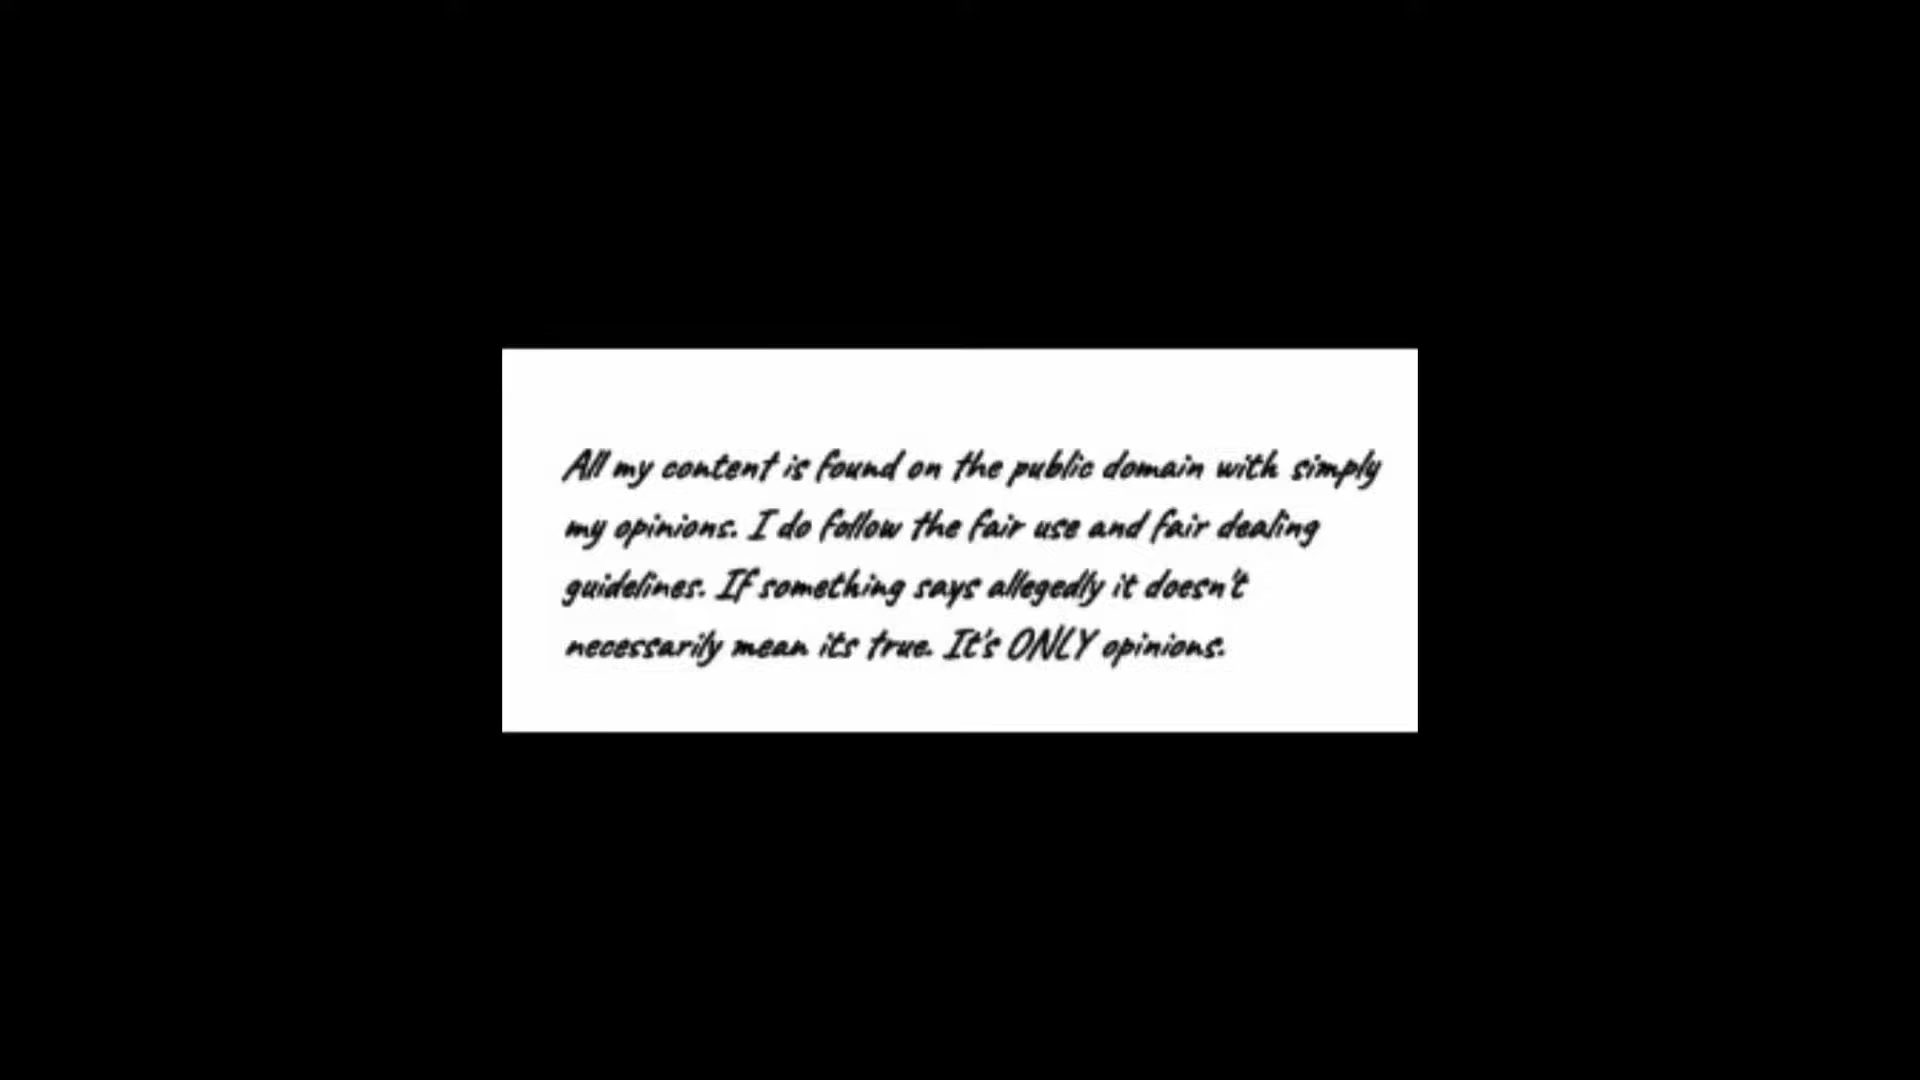 All my content is found on the public domain with simply
my opinions. I do follow the fair use and fair dealing
guidelines. If something says allegedly it doesn't
necessarily mean its true. It's ONLY opinions.